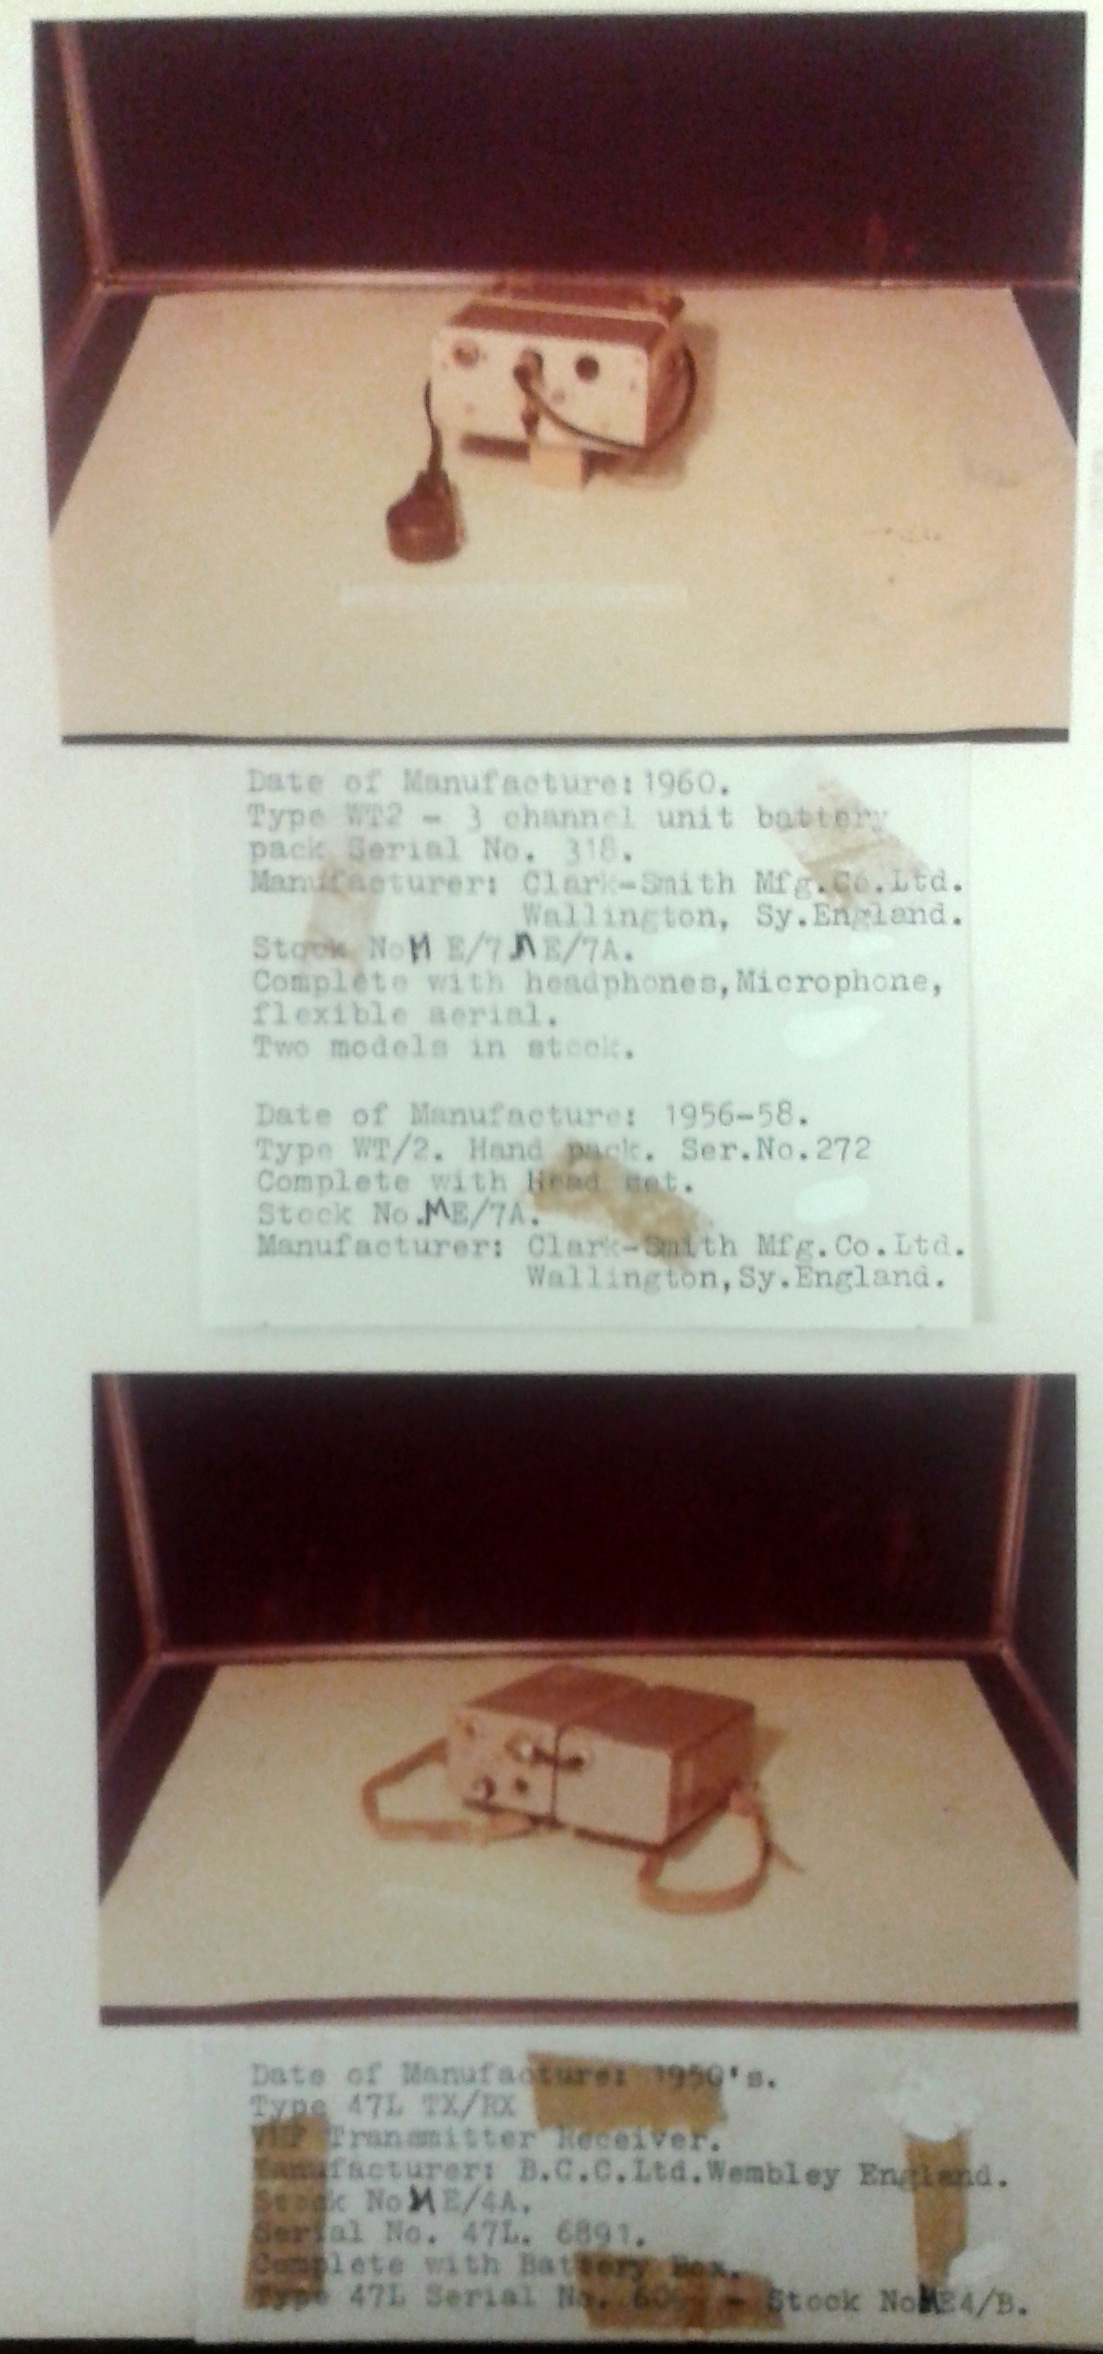 Date of Manufacture: 1960.
Type WT2 - 3 channel unit battery
pack Serial No. 318.
Manufacturer: Clark-Smith Mfg.Co.Ltd.
Wallington, Sy.England.
Stock No M E/7 ME/7A.
Complete with headphones,Microphone,
flexible aerial.
Two models in stock.
Date of Manufacture: 1956-58.
Type WT/2. Hand pack. Ser.No.272
Complete with Head set.
Stock No.ME/7A.
Manufacturer: Clark-Smith Mfg.Co.Ltd.
Wallington,Sy.England.
Date of Manufacture: 1950's.
Type 47L TX/RX
VHF Transmitter Receiver.
Manufacturer: B.C.C.Ltd.Wembley England.
Stock No M E/4A.
Serial No. 47L. 6891.
Complete with Battery Box.
Type 47L Serial No. - Stock No ME4/B.